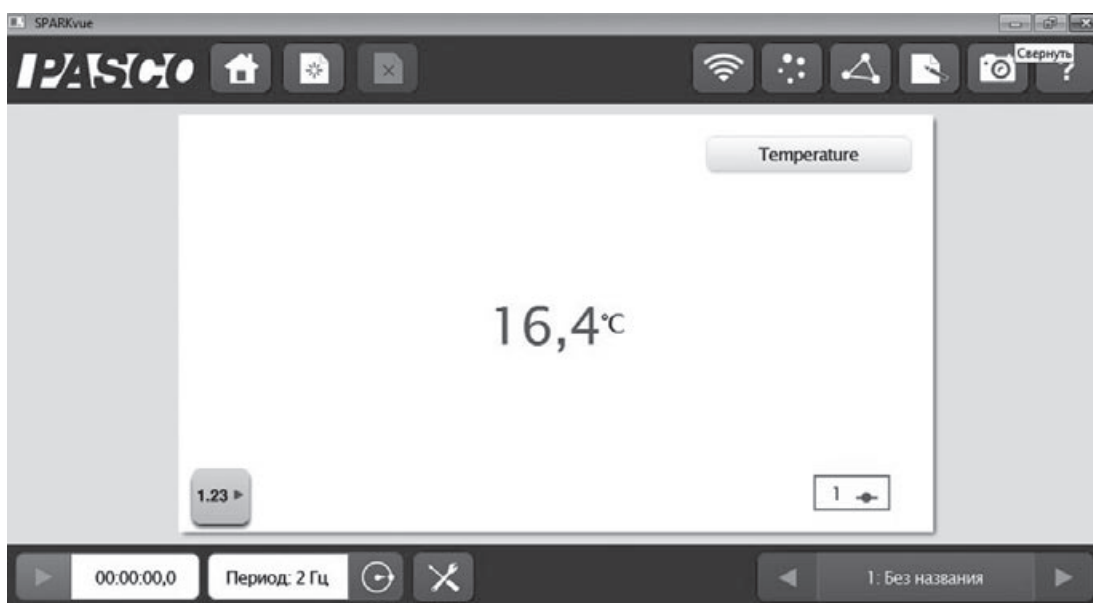 SPARKvue
PASCO
Свернуть
?
Temperature
16,4°C
1.23
1
00:00:00,0
Период: 2 Гц
1: Без названия